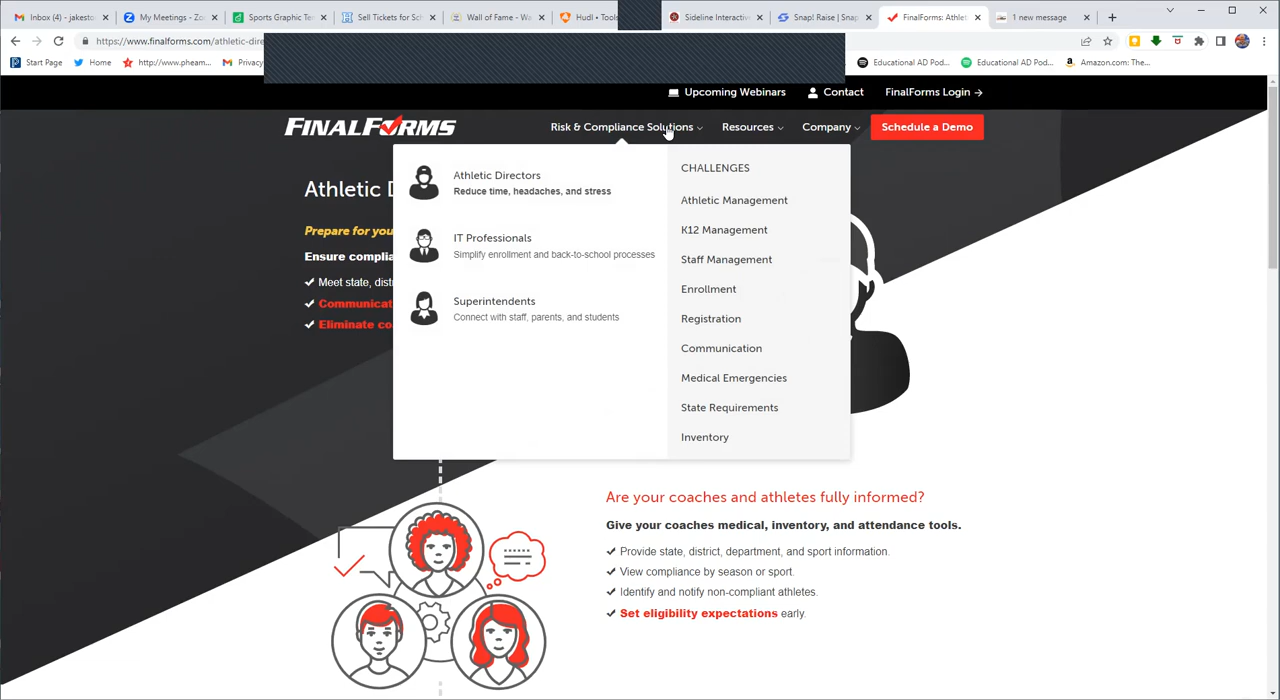 Inbox (4) - jakesto
My Meetings - Zoo
Sports Graphic Te
Sell Tickets for Sch
Wall of Fame - Wa
Hudl • Tools
Sideline Interactiv
Snap! Raise | Snap
FinalForms: Athlet
1 new message
https://www.finalforms.com/athletic-dire
Start Page
Home
http://www.pheam...
Privacy
Educational AD Pod...
Educational AD Pod...
Amazon.com: The...
Upcoming Webinars
Contact
FinalForms Login →
FINALFORMS
Risk & Compliance Solutions
Resources
Company
Schedule a Demo
Athletic D
Prepare for you
Ensure complia
Meet state, distr
Communicat
Eliminate co
Athletic Directors
Reduce time, headaches, and stress
IT Professionals
Simplify enrollment and back-to-school processes
Superintendents
Connect with staff, parents, and students
CHALLENGES
Athletic Management
K12 Management
Staff Management
Enrollment
Registration
Communication
Medical Emergencies
State Requirements
Inventory
Are your coaches and athletes fully informed?
Give your coaches medical, inventory, and attendance tools.
Provide state, district, department, and sport information.
View compliance by season or sport.
Identify and notify non-compliant athletes.
Set eligibility expectations early.